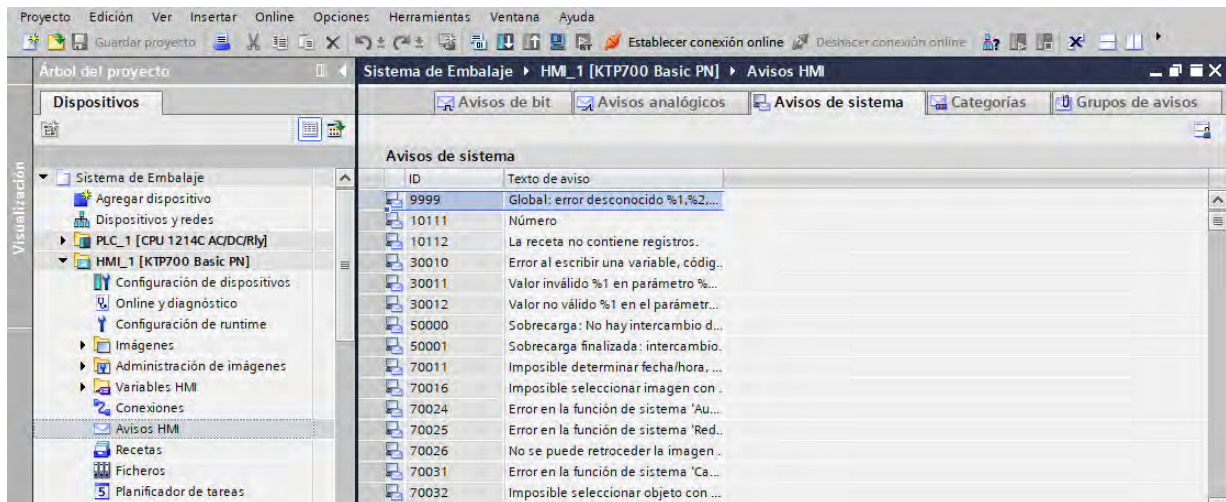 Proyecto Edición Ver Insertar Online Opciones Herramientas Ventana Ayuda
Guardar proyecto Establecer conexión online Deshacer conexión online
Árbol del proyecto
Sistema de Embalaje HMI_1 [KTP700 Basic PN] Avisos HMI
Dispositivos
Avisos de bit Avisos analógicos Avisos de sistema Categorías Grupos de avisos
Visualización
Sistema de Embalaje
Agregar dispositivo
Dispositivos y redes
PLC_1 [CPU 1214C AC/DC/Rly]
HMI_1 [KTP700 Basic PN]
Configuración de dispositivos
Online y diagnóstico
Configuración de runtime
Imágenes
Administración de imágenes
Variables HMI
Conexiones
Avisos HMI
Recetas
Ficheros
Planificador de tareas
Avisos de sistema
ID Texto de aviso
9999 Global: error desconocido %1,%2,...
10111 Número
10112 La receta no contiene registros.
30010 Error al escribir una variable, códig..
30011 Valor inválido %1 en parámetro %...
30012 Valor no válido %1 en el parámetr...
50000 Sobrecarga: No hay intercambio d...
50001 Sobrecarga finalizada: intercambio.
70011 Imposible determinar fecha/hora, ...
70016 Imposible seleccionar imagen con .
70024 Error en la función de sistema 'Au...
70025 Error en la función de sistema 'Red..
70026 No se puede retroceder la imagen .
70031 Error en la función de sistema 'Ca...
70032 Imposible seleccionar objeto con ...